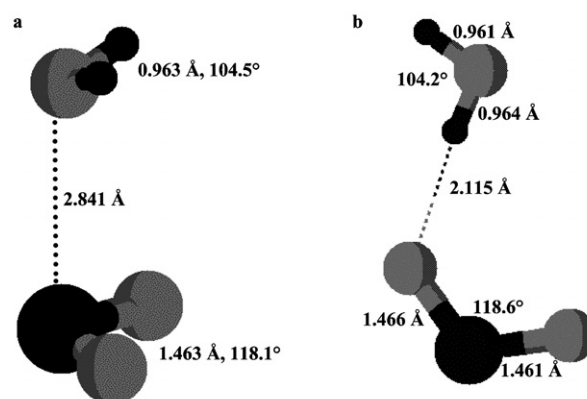 a
0.963 Å, 104.5°
2.841 Å
1.463 Å, 118.1°
b
0.961 Å
104.2°
0.964 Å
2.115 Å
118.6°
1.466 Å
1.461 Å